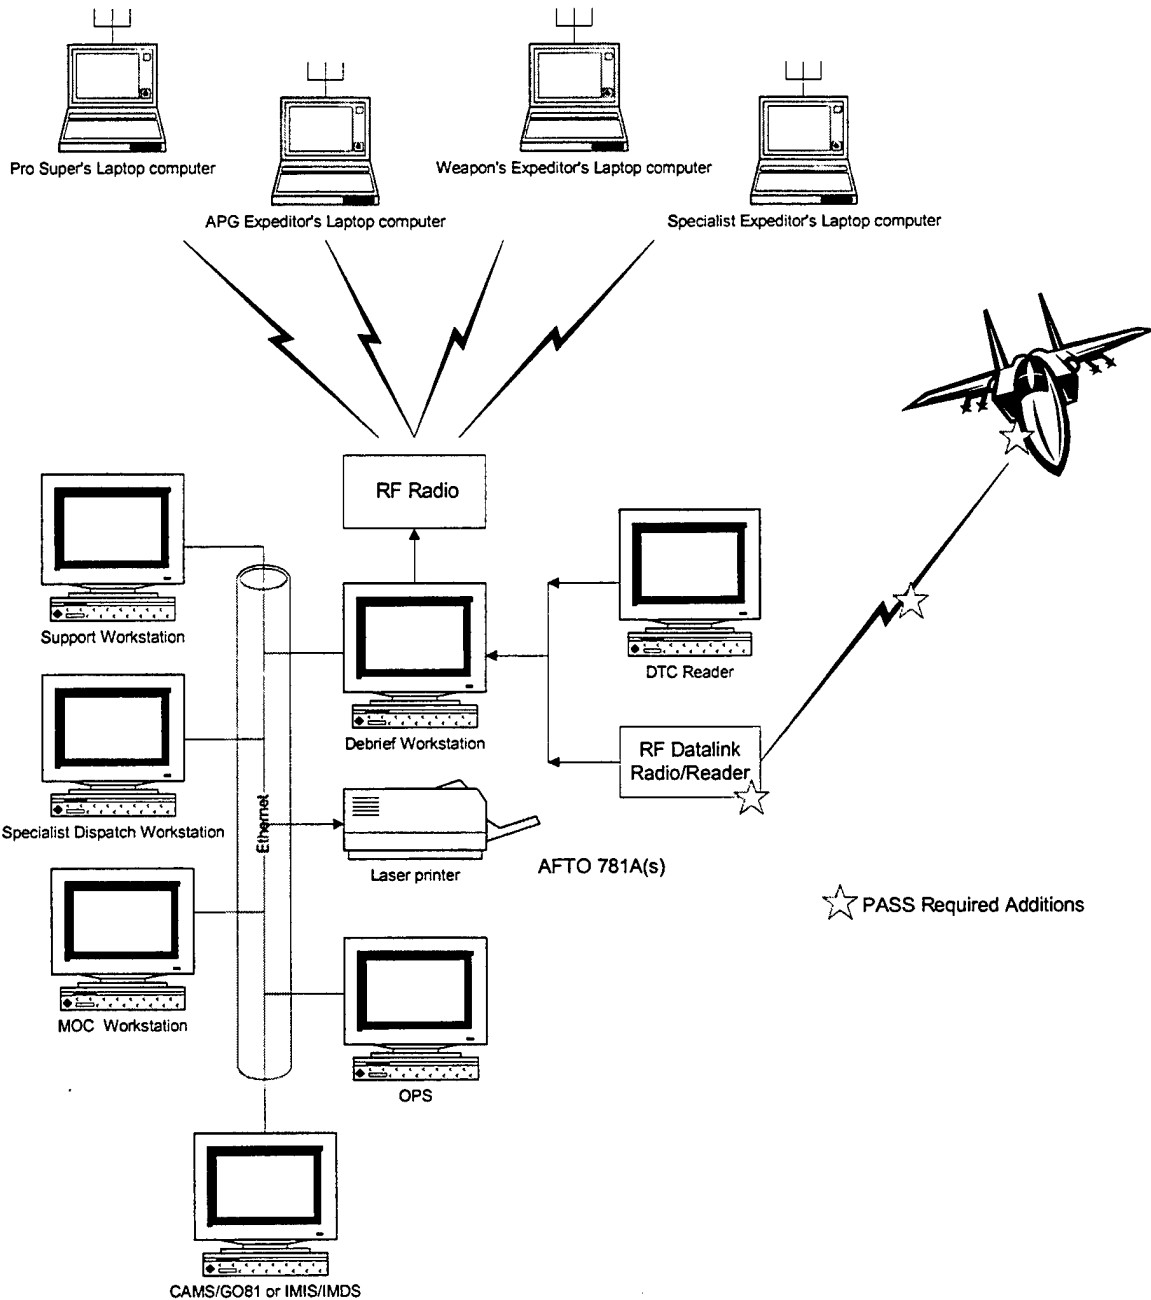 Pro Super's Laptop computer
APG Expeditor's Laptop computer
Weapon's Expeditor's Laptop computer
Specialist Expeditor's Laptop computer
RF Radio
Support Workstation
Debrief Workstation
DTC Reader
RF Datalink
Radio/Reader
Specialist Dispatch Workstation
Ethernet
Laser printer
AFTO 781A(s)
PASS Required Additions
MOC Workstation
OPS
CAMS/GO81 or IMIS/IMDS